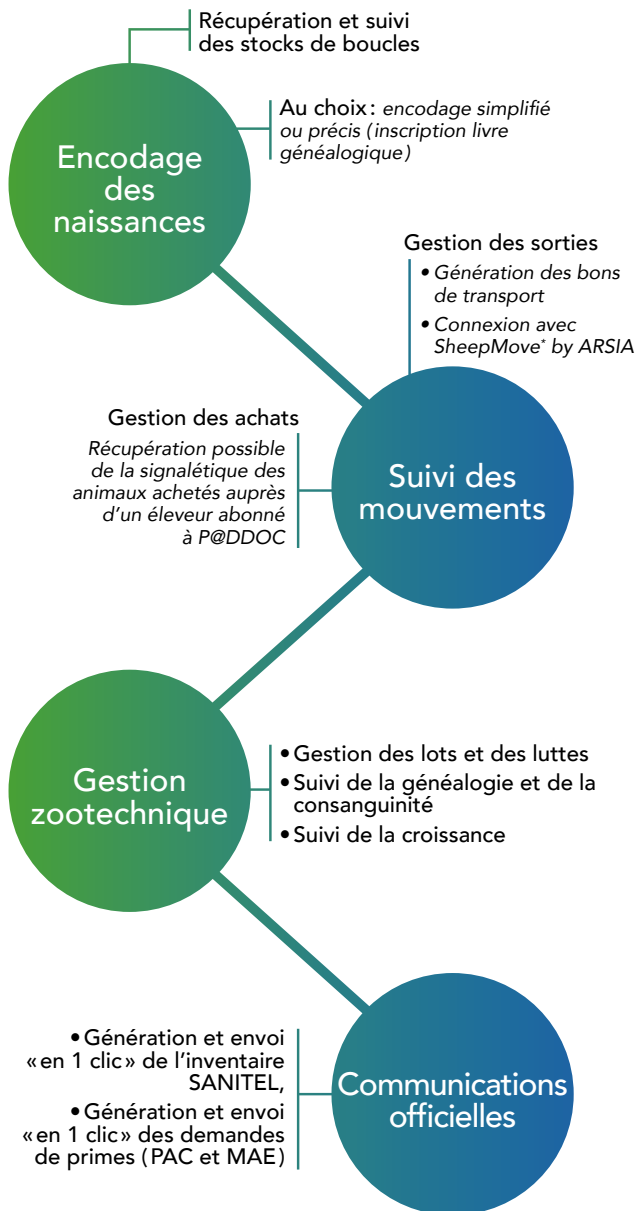 Récupération et suivi
des stocks de boucles
Au choix : encodage simplifié
ou précis (inscription livre
généalogique)
Encodage
des
naissances
Gestion des sorties
• Génération des bons
de transport
• Connexion avec
SheepMove* by ARSIA
Gestion des achats
Récupération possible
de la signalétique des
animaux achetés auprès
d’un éleveur abonné
à P@DDOC
Suivi des
mouvements
Gestion
zootechnique
• Gestion des lots et des luttes
• Suivi de la généalogie et de la
consanguinité
• Suivi de la croissance
• Génération et envoi
« en 1 clic » de l’inventaire
SANITEL,
• Génération et envoi
« en 1 clic » des demandes
de primes (PAC et MAE)
Communications
officielles